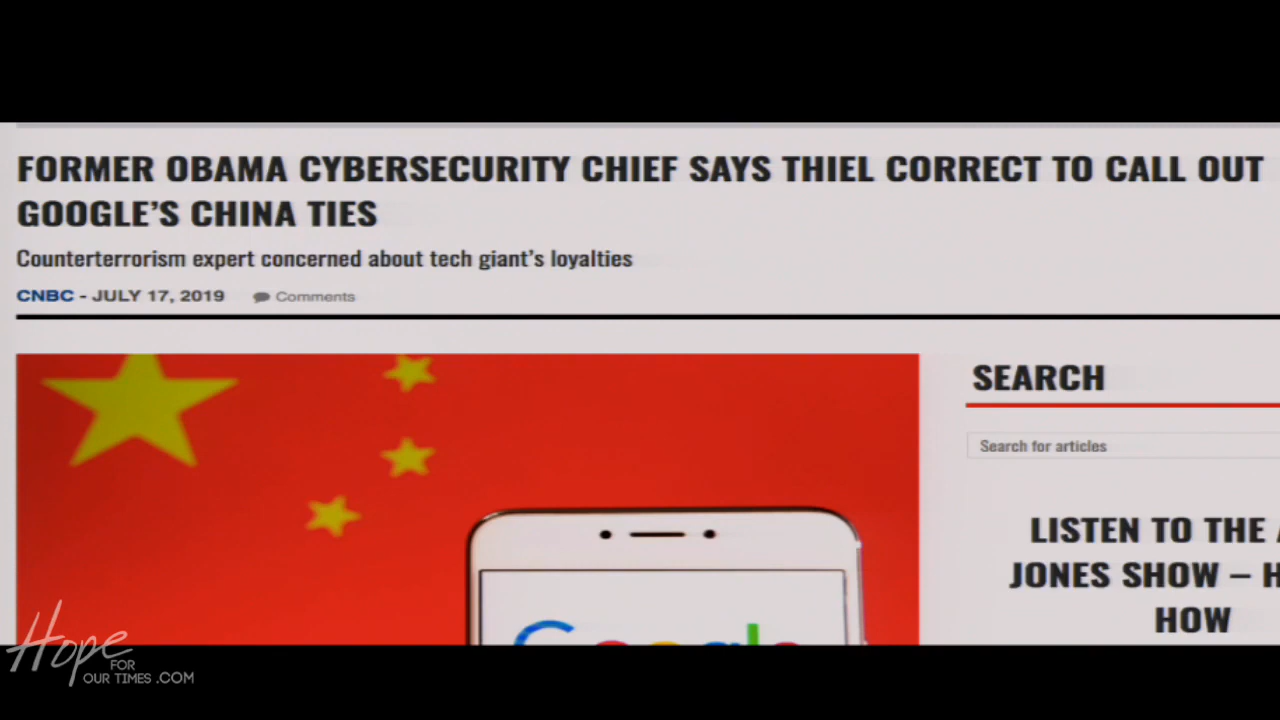 FORMER OBAMA CYBERSECURITY CHIEF SAYS THIEL CORRECT TO CALL OUT
GOOGLE'S CHINA TIES
Counterterrorism expert concerned about tech giant's loyalties
CNBC - JULY 17, 2019 Comments
SEARCH
Search for articles
LISTEN TO THE
JONES SHOW –
HOW
Google
Hope
FOR
OUR TIMES .COM